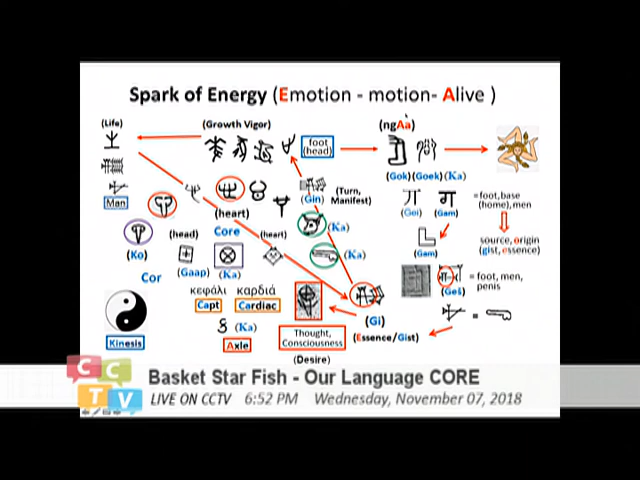 Spark of Energy (Emotion - motion- Alive )
(Life)
(Growth Vigor)
foot
(head)
(ngAa)
(Gok)(Goek)(Ka)
Man
(Gin)
(Turn,
Manifest)
(Goi)
(Gam)
=foot,base
(home),men
(heart)
Core
(Ka)
(Ko)
(head)
(heart)
(Gam)
source, origin
(gist, essence)
Cor
(Gaap)
(Ka)
(Ka)
κεφάλι
καρδιά
Capt
Cardiac
(Geš)
= foot, men,
penis
(Ka)
Axle
(Gi)
(Essence/Gist)
=
Kinesis
Thought,
Consciousness
(Desire)
CCTV
Basket Star Fish - Our Language CORE
LIVE ON CCTV 6:52 PM Wednesday, November 07, 2018